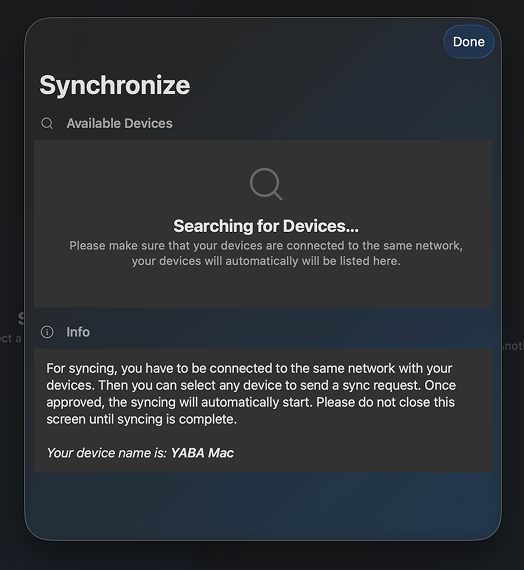 Done
Synchronize
Available Devices
Searching for Devices...
Please make sure that your devices are connected to the same network,
your devices will automatically will be listed here.
Info
For syncing, you have to be connected to the same network with your
devices. Then you can select any device to send a sync request. Once
approved, the syncing will automatically start. Please do not close this
screen until syncing is complete.
Your device name is: YABA Mac